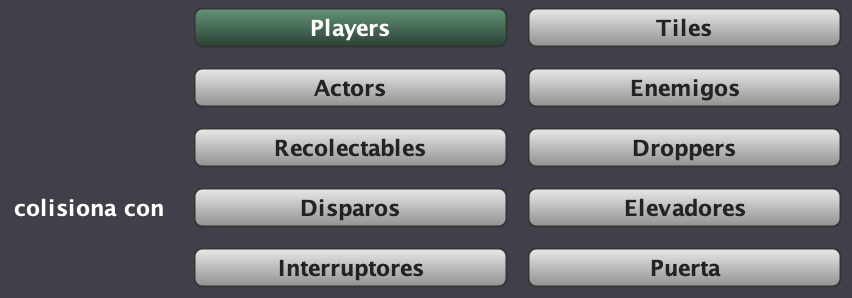 Players Tiles
Actors Enemigos
Recolectables Droppers
colisiona con Disparos Elevadores
Interruptores Puerta